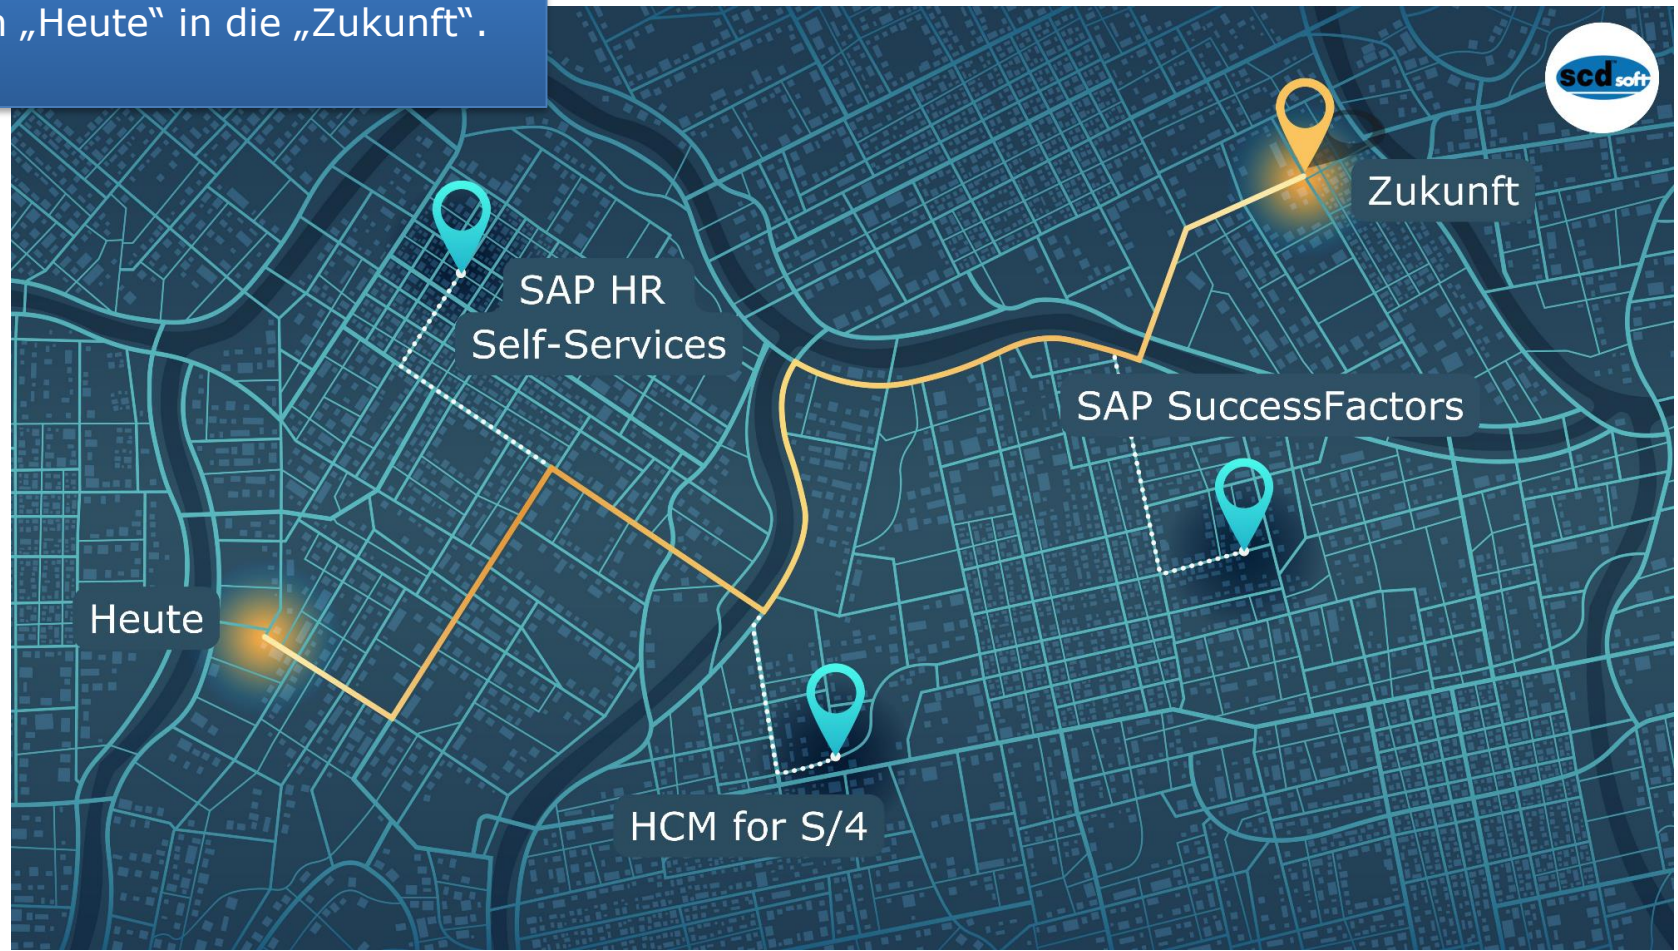 „Heute“ in die „Zukunft“.
scd soft
Zukunft
SAP HR
Self-Services
SAP SuccessFactors
Heute
HCM for S/4